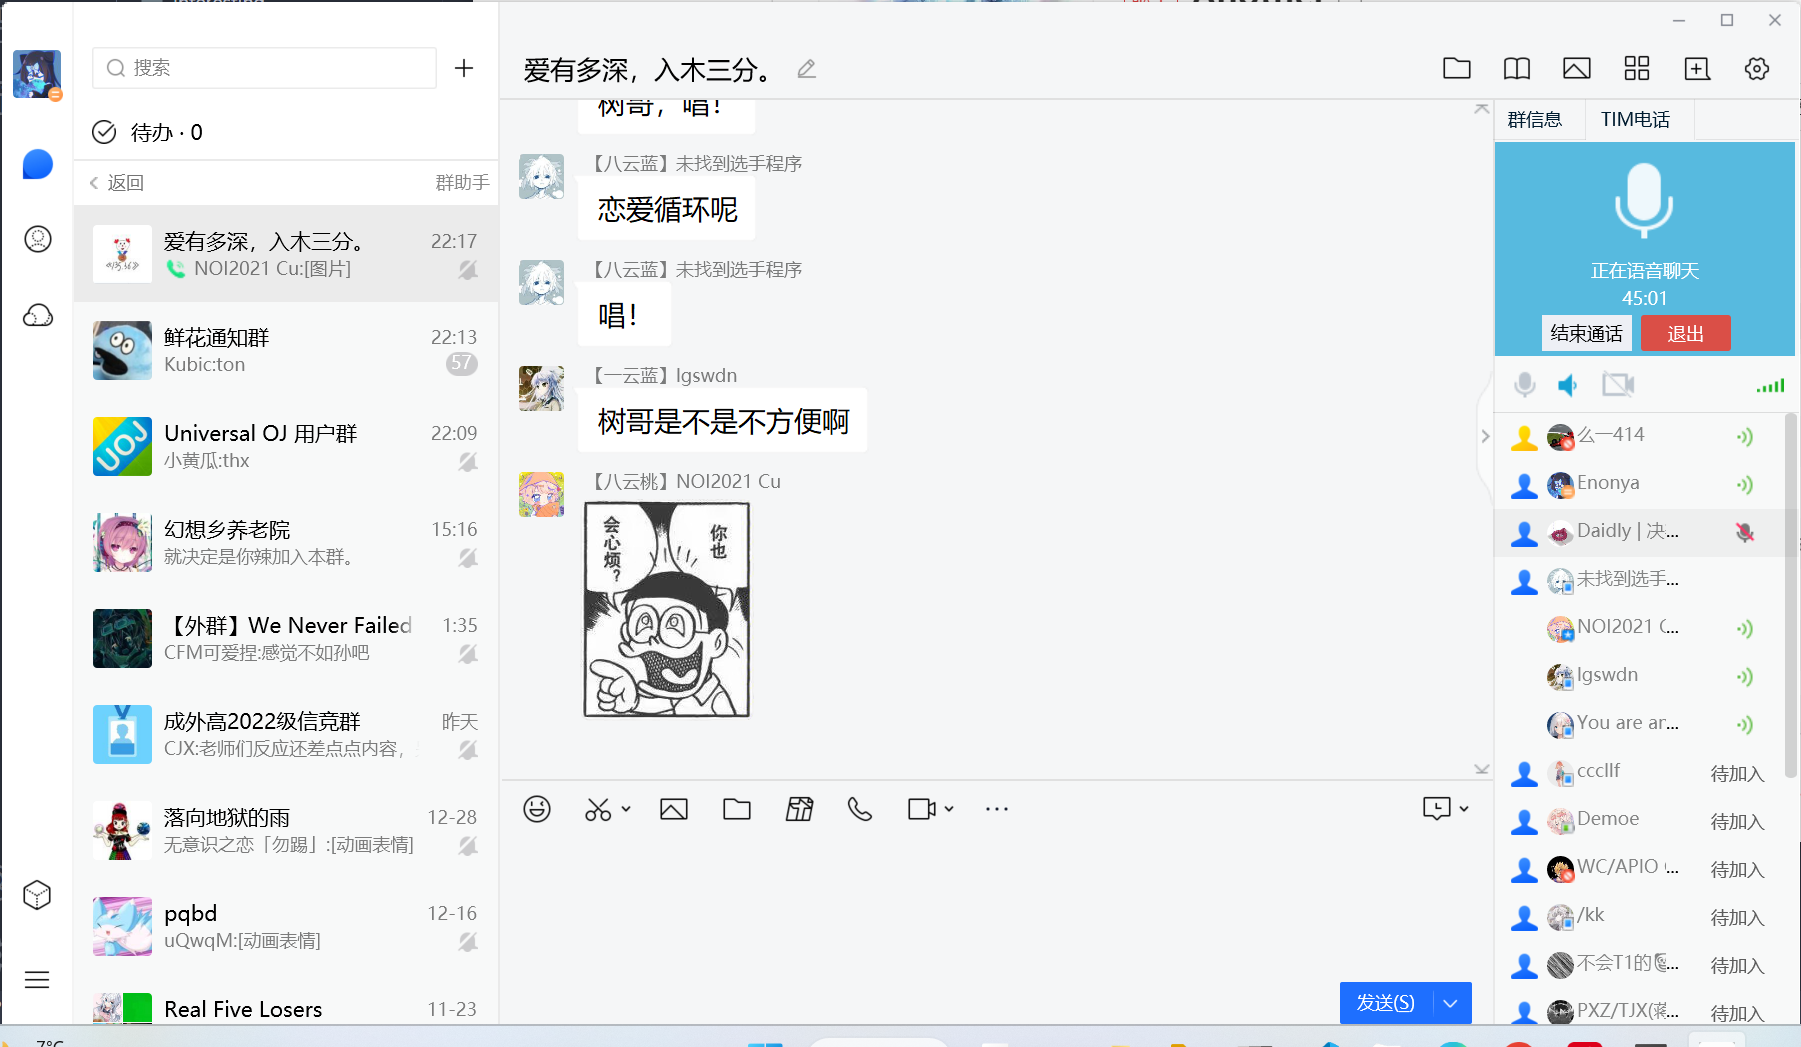 搜索
待办 · 0
返回
群助手
爱有多深，入木三分。
22:17
NOI2021 Cu:[图片]
鲜花通知群
22:13
Kubic:ton
57
UOJ
Universal OJ 用户群
22:09
小黄瓜:thx
幻想乡养老院
15:16
就决定是你辣加入本群。
【外群】We Never Failed
1:35
CFM可爱捏:感觉不如孙吧
成外高2022级信竞群
昨天
CJX:老师们反应还差点点内容，
落向地狱的雨
12-28
无意识之恋「勿踢」:[动画表情]
pqbd
12-16
uQwqM:[动画表情]
Real Five Losers
11-23
爱有多深，入木三分。
树哥，唱！
【八云蓝】未找到选手程序
恋爱循环呢
【八云蓝】未找到选手程序
唱！
【一云蓝】lgswdn
树哥是不是不方便啊
【八云桃】NOI2021 Cu
你也
会心烦？
发送(S)
群信息
TIM电话
正在语音聊天
45:01
结束通话
退出
么一414
Enonya
Daidly | 决...
未找到选手...
NOI2021 C...
lgswdn
You are ar...
cccllf
待加入
Demoe
待加入
WC/APIO ...
待加入
/kk
待加入
不会T1的...
待加入
PXZ/TJX(蒋...
待加入
7°C